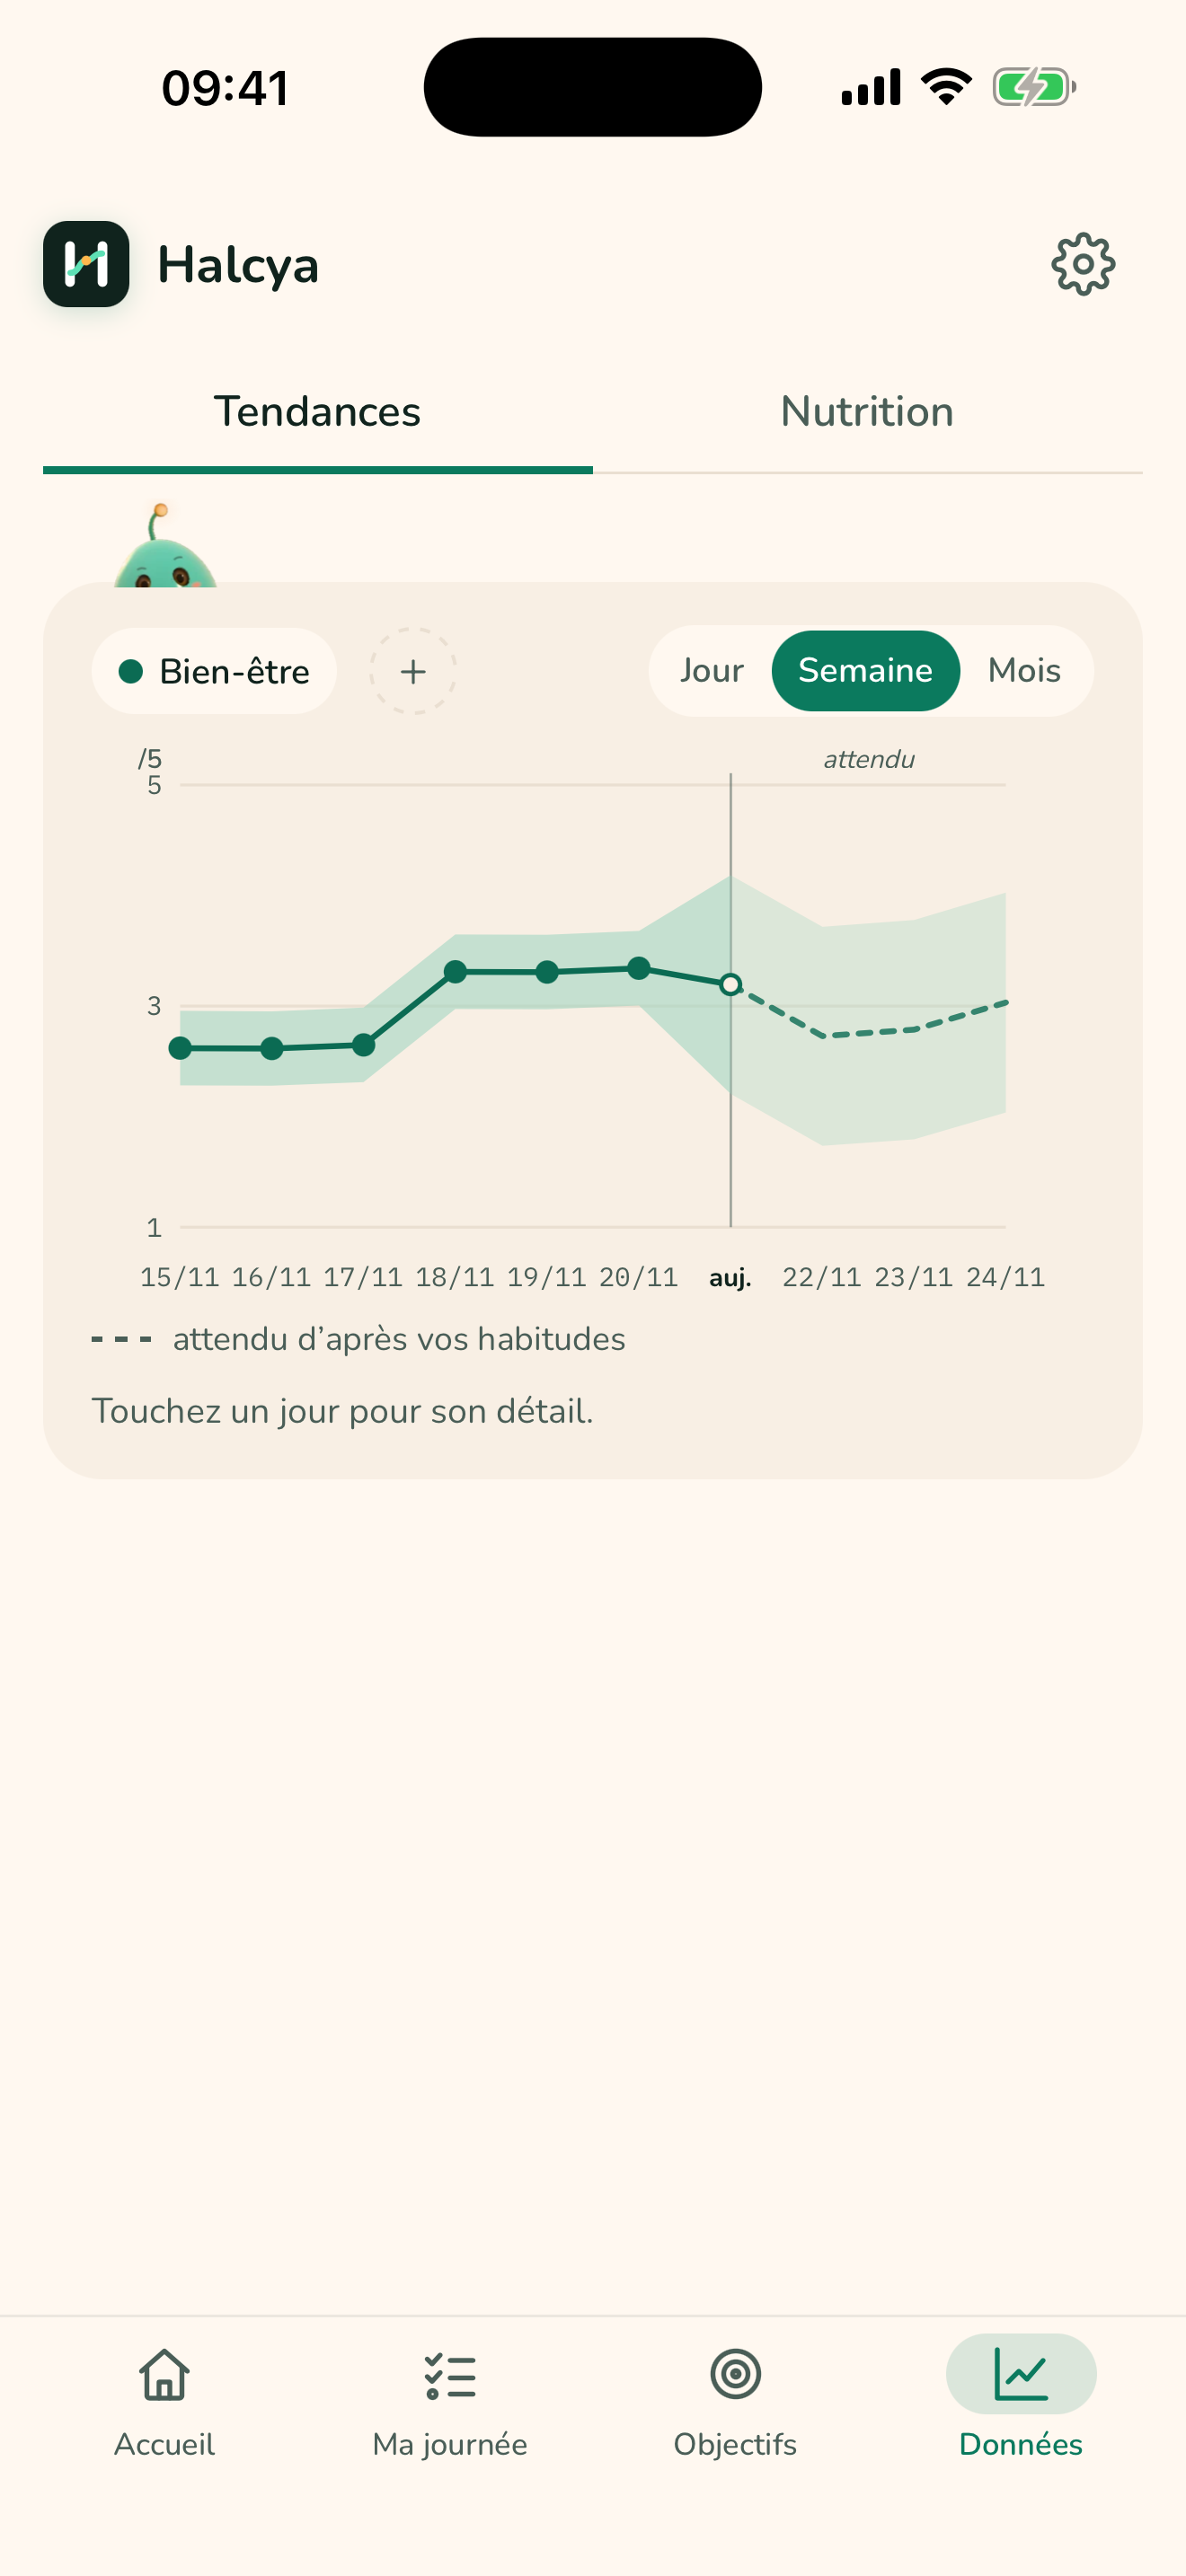 09:41
Halcya
Tendances Nutrition
Bien-être + Jour Semaine Mois
/5 attendu
5
3
1
15/11 16/11 17/11 18/11 19/11 20/11 auj. 22/11 23/11 24/11
attendu d’après vos habitudes
Touchez un jour pour son détail.
Accueil Ma journée Objectifs Données